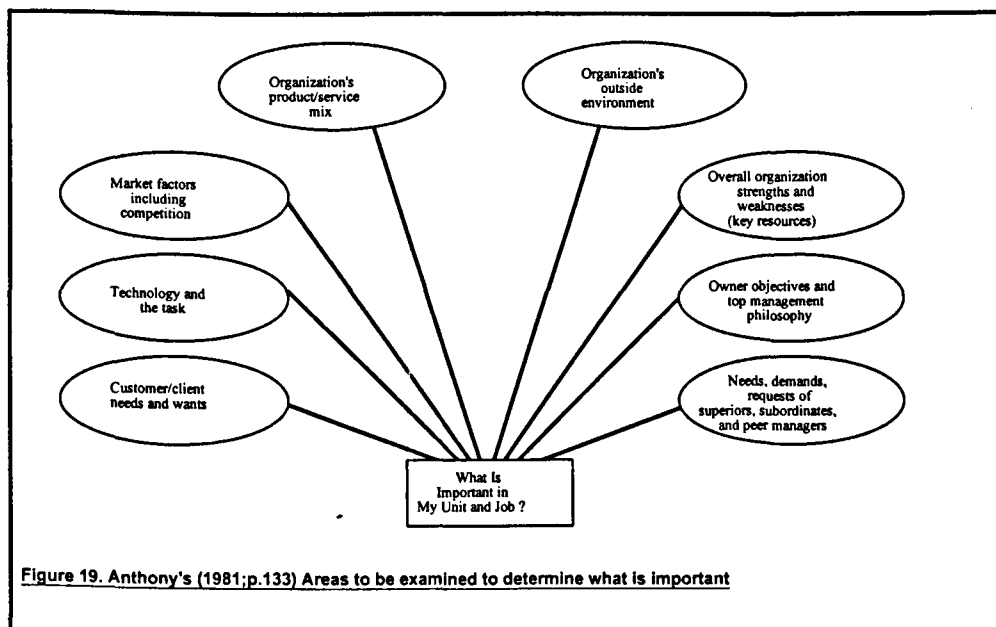 Organization's
product/service
mix
Organization's
outside
environment
Market factors
including
competition
Overall organization
strengths and
weaknesses
(key resources)
Technology and
the task
Owner objectives and
top management
philosophy
Customer/client
needs and wants
Needs, demands,
requests of
superiors, subordinates,
and peer managers
What Is
Important in
My Unit and Job ?
Figure 19. Anthony's (1981;p.133) Areas to be examined to determine what is important